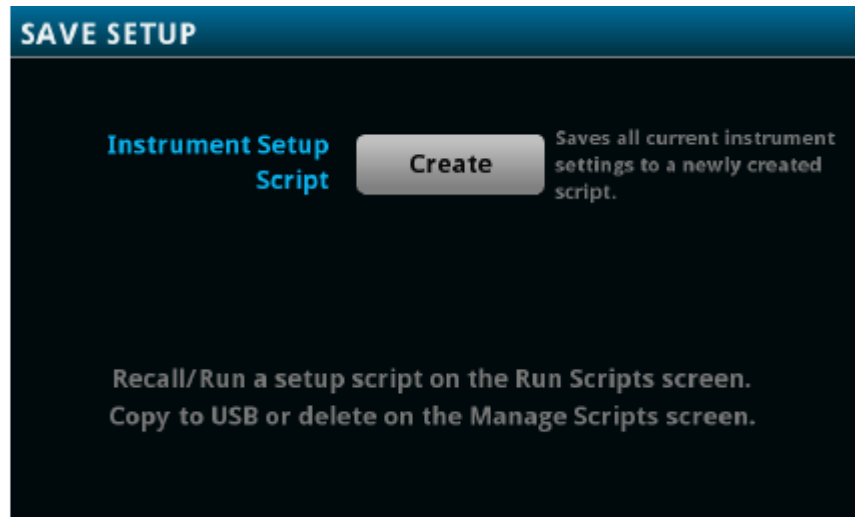 SAVE SETUP
Instrument Setup
Script
Create
Saves all current instrument
settings to a newly created
script.
Recall/Run a setup script on the Run Scripts screen.
Copy to USB or delete on the Manage Scripts screen.